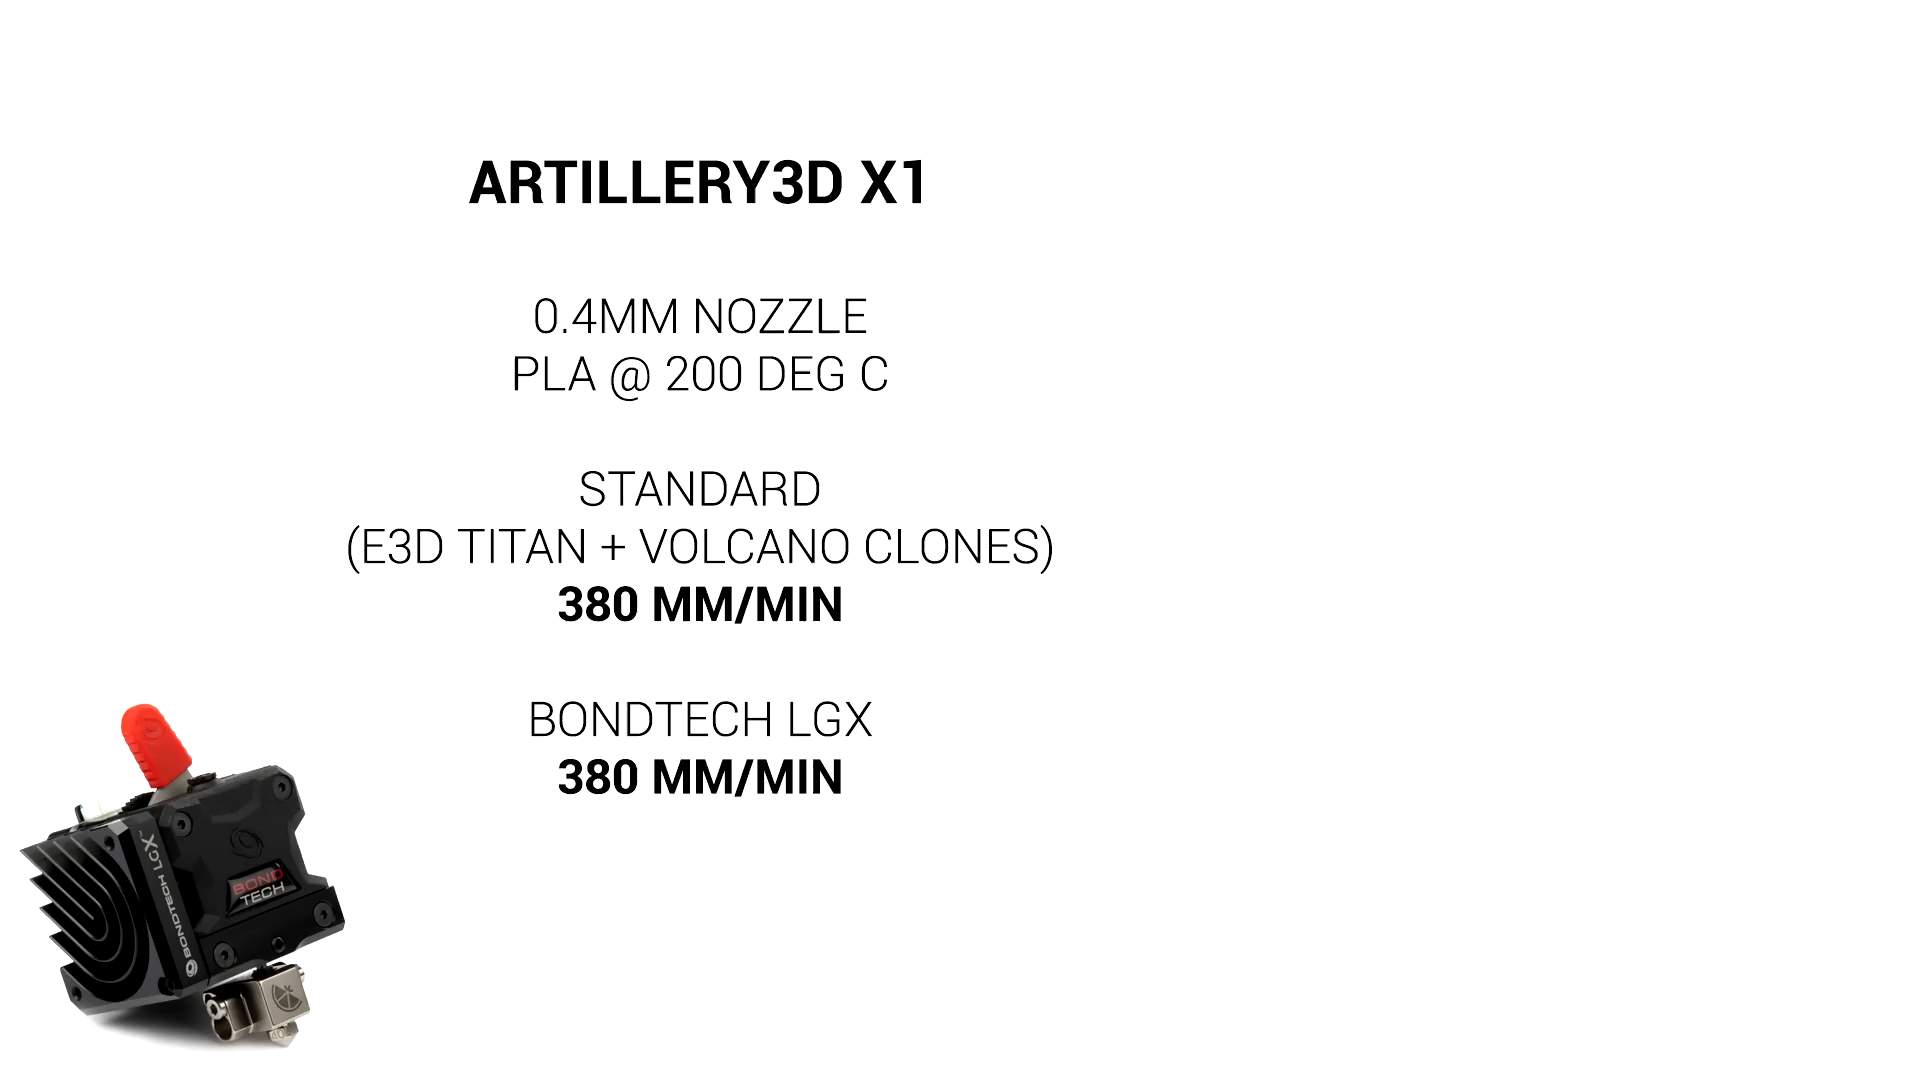 ARTILLERY3D X1
0.4MM NOZZLE
PLA @ 200 DEG C
STANDARD
(E3D TITAN + VOLCANO CLONES)
380 MM/MIN
BONDTECH LGX
380 MM/MIN
BONDTECH LGX
BOND
TECH